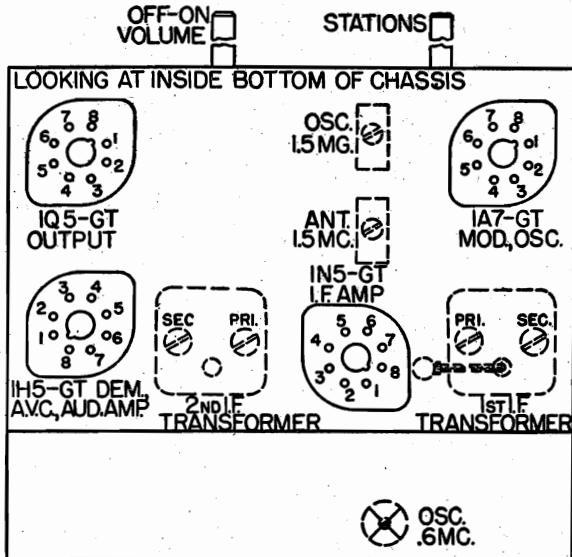 OFF-ON
VOLUME
STATIONS
LOOKING AT INSIDE BOTTOM OF CHASSIS
7 8
6 1
5 2
4 3
1Q5-GT
OUTPUT
OSC.
1.5 MG.
7 8
6 1
5 2
4 3
1A7-GT
MOD., OSC.
ANT.
1.5 MC.
1N5-GT
I.F. AMP
3 4
2 5
1 6
8 7
1H5-GT DEM.,
A.V.C., AUD. AMP
SEC PRI.
2ND I.F.
TRANSFORMER
5 6
4 7
3 8
2 1
PRI. SEC.
1ST I.F.
TRANSFORMER
OSC.
.6MC.